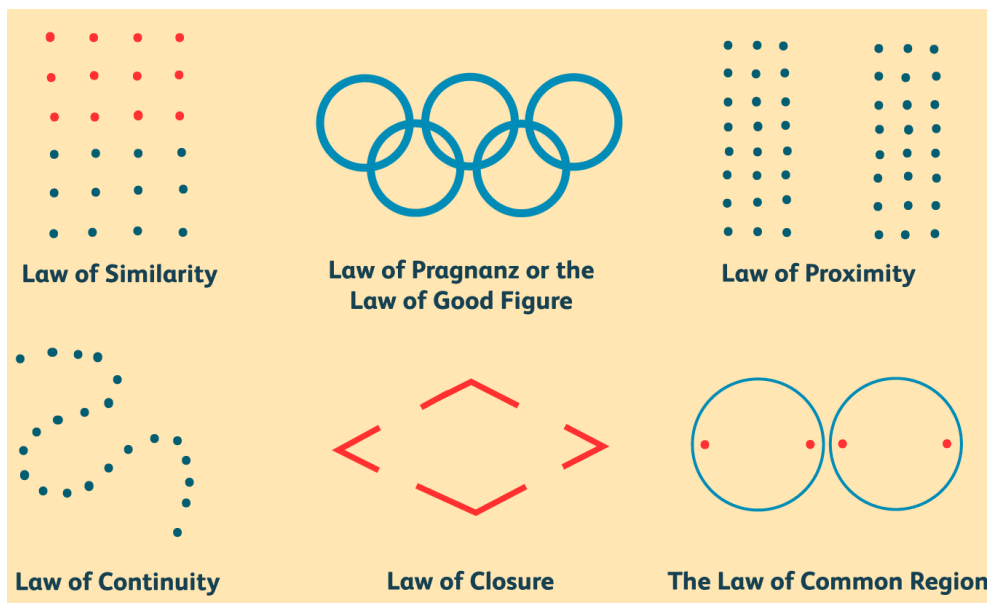 Law of Similarity
Law of Pragnanz or the
Law of Good Figure
Law of Proximity
Law of Continuity
Law of Closure
The Law of Common Region